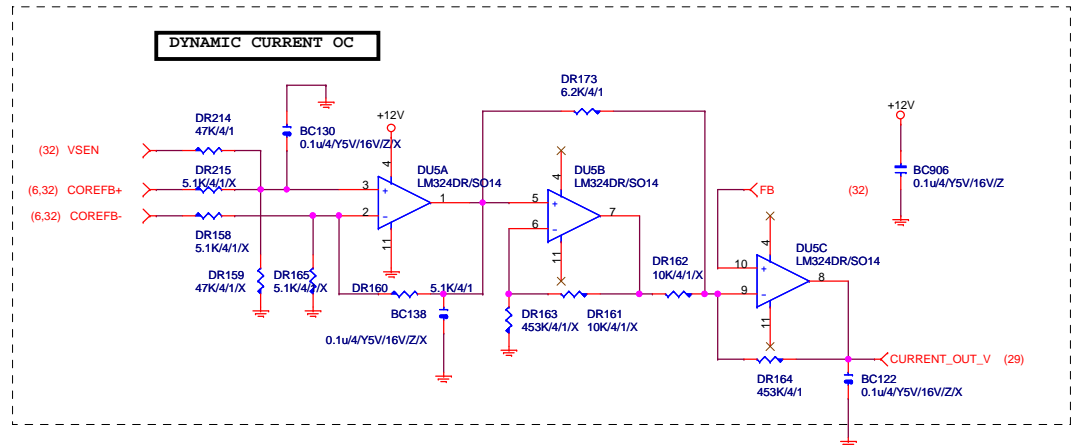 DYNAMIC CURRENT OC
DR173
6.2K/4/1
DR214
47K/4/1
+12V
+12V
BC130
0.1u/4/Y5V/16V/Z/X
(32) VSEN
DR215
5.1K/4/1/X
4
DU5A
LM324DR/SO14
4
DU5B
LM324DR/SO14
BC906
0.1u/4/Y5V/16V/Z
(6,32) COREFB+
3
+
1
5
+
7
FB
(32)
(6,32) COREFB-
2
-
6
-
4
DU5C
LM324DR/SO14
DR158
5.1K/4/1/X
11
11
DR162
10K/4/1/X
10
+
8
9
-
DR159
47K/4/1/X
DR165
5.1K/4/1/X
DR160
5.1K/4/1
BC138
0.1u/4/Y5V/16V/Z/X
DR163
453K/4/1/X
DR161
10K/4/1/X
11
CURRENT_OUT_V (29)
DR164
453K/4/1
BC122
0.1u/4/Y5V/16V/Z/X